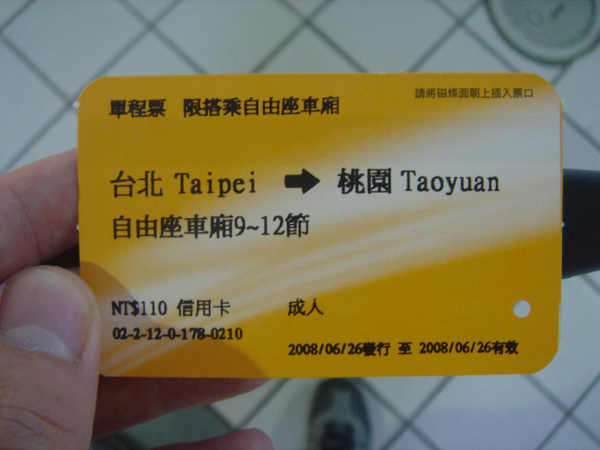 請將磁條面朝上插入票口
單程票 限搭乘自由座車廂
台北 Taipei ➡ 桃園 Taoyuan
自由座車廂9~12節
NT$110 信用卡 成人
02-2-12-0-178-0210
2008/06/26發行 至 2008/06/26有效